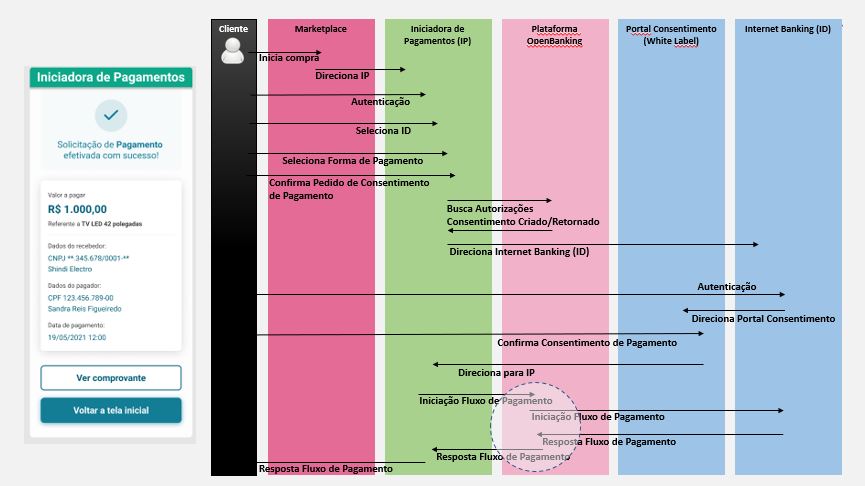 Iniciadora de Pagamentos
Solicitação de Pagamento
efetivada com sucesso!
Valor a pagar:
R$ 1.000,00
Referente a TV LED 42 polegadas
Dados do recebedor:
CNPJ ** 345.678/0001-**
Shindi Electro
Dados do pagador:
CPF 123.456.789-00
Sandra Reis Figueiredo
Data de pagamento:
19/05/2021 12:00
Ver comprovante
Voltar a tela inicial
Cliente
Marketplace
Iniciadora de
Pagamentos (IP)
Plataforma
OpenBanking
Portal Consentimento
(White Label)
Internet Banking (ID)
Inicia compra
Direciona IP
Autenticação
Seleciona ID
Seleciona Forma de Pagamento
Confirma Pedido de Consentimento
de Pagamento
Busca Autorizações
Consentimento Criado/Retornado
Direciona Internet Banking (ID)
Autenticação
Direciona Portal Consentimento
Confirma Consentimento de Pagamento
Direciona para IP
Iniciação Fluxo de Pagamento
Iniciação Fluxo de Pagamento
Resposta Fluxo de Pagamento
Resposta Fluxo de Pagamento
Resposta Fluxo de Pagamento